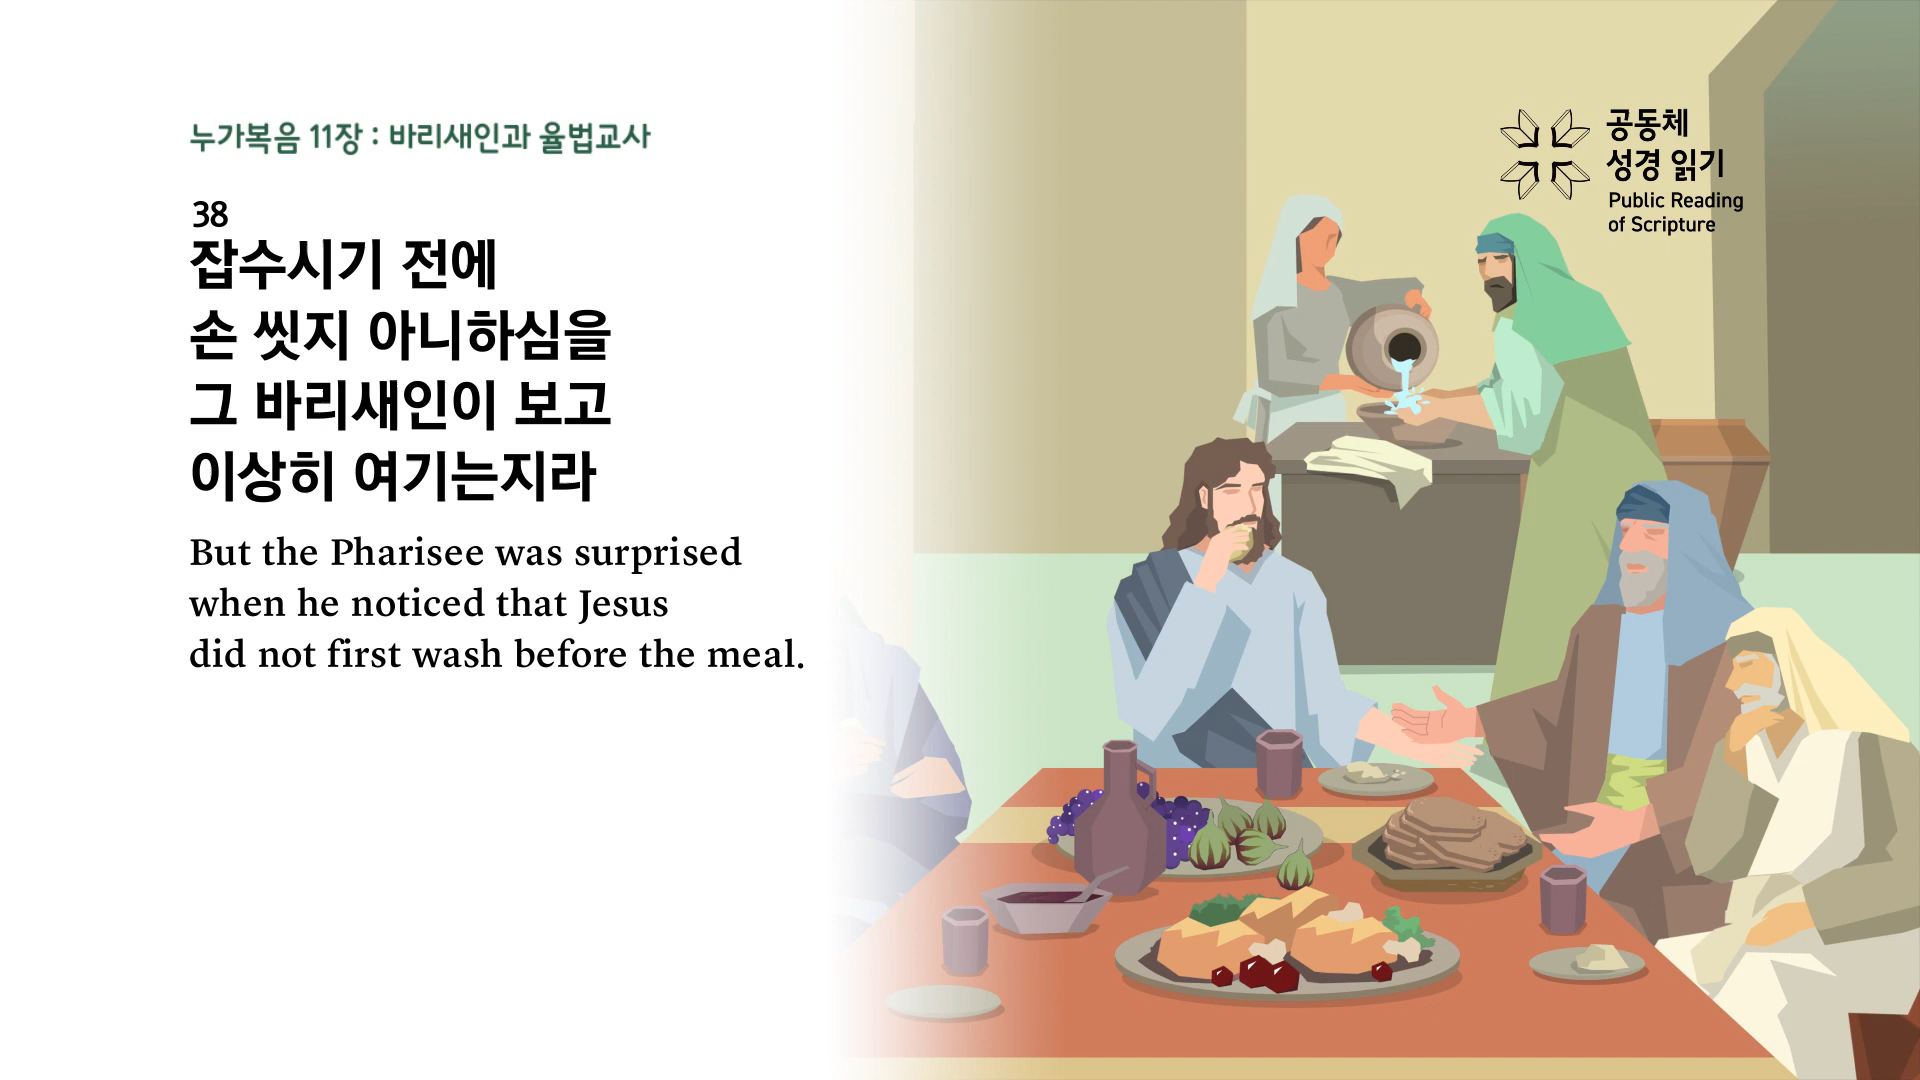 누가복음 11장 : 바리새인과 율법교사
38
잡수시기 전에
손 씻지 아니하심을
그 바리새인이 보고
이상히 여기는지라
But the Pharisee was surprised
when he noticed that Jesus
did not first wash before the meal.
공동체
성경 읽기
Public Reading
of Scripture